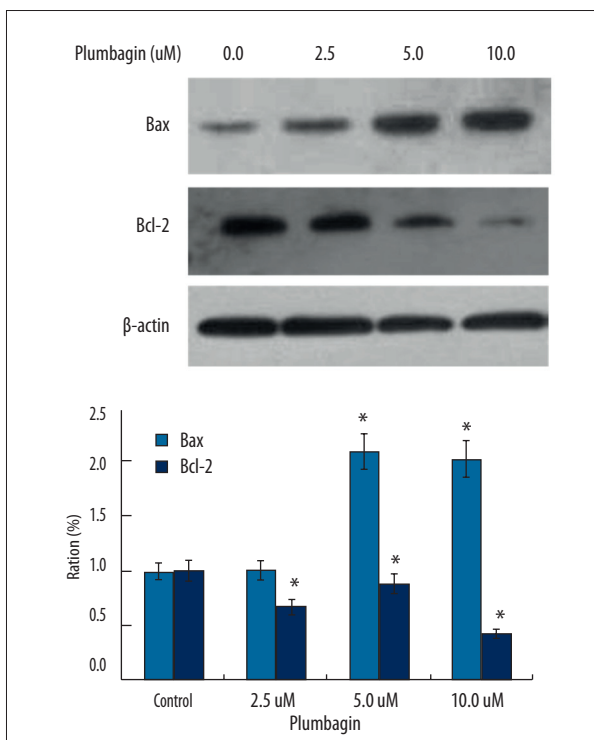 Plumbagin (uM) 0.0 2.5 5.0 10.0
Bax
Bcl-2
β-actin
2.5
2.0
1.5
1.0
0.5
0.0
Ration (%)
Bax
Bcl-2
*
*
*
*
*
Control 2.5 uM 5.0 uM 10.0 uM
Plumbagin